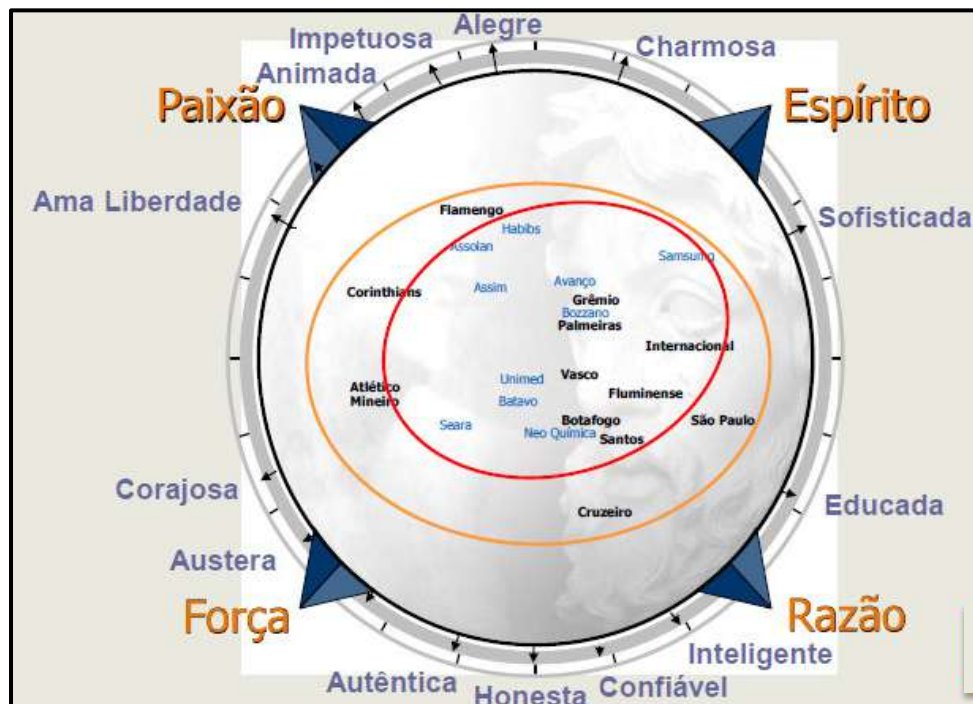 Alegre
Impetuosa
Charmosa
Animada
Paixão
Espírito
Ama Liberdade
Sofisticada
Flamengo
Habibs
Assolan
Samsung
Avanço
Assim
Corinthians
Grêmio
Bozzano
Palmeiras
Internacional
Vasco
Unimed
Atlético
Mineiro
Fluminense
Batavo
Botafogo
São Paulo
Seara
Neo Química
Santos
Corajosa
Educada
Cruzeiro
Austera
Força
Razão
Inteligente
Autêntica
Honesta
Confiável